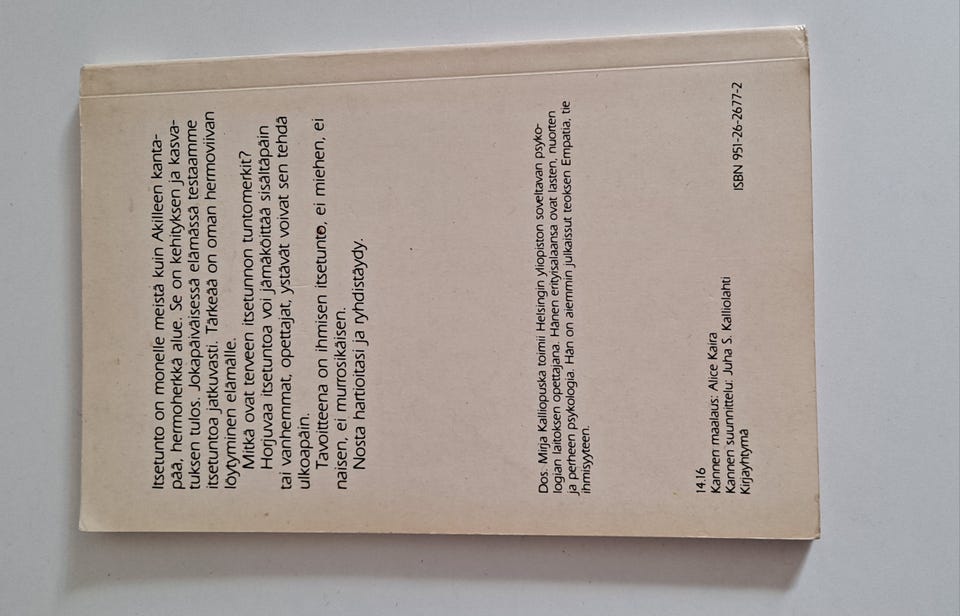 Itsetunto on monelle meistä kuin Akilleen kanta-
pää, hermoherkkä alue. Se on kehityksen ja kasva-
tuksen tulos. Jokapäiväisessä elämässä testaamme
itsetuntoa jatkuvasti. Tärkeää on oman hermoviivan
löytyminen elämälle.
Mitkä ovat terveen itsetunnon tuntomerkit?
Horjuvaa itsetuntoa voi jämäköittää sisältäpäin
tai vanhemmat, opettajat, ystävät voivat sen tehdä
ulkoapäin.
Tavoitteena on ihmisen itsetunto, ei miehen, ei
naisen, ei murrosikäisen.
Nosta hartioitasi ja ryhdistäydy.
Dos. Mirja Kalliopuska toimii Helsingin yliopiston soveltavan psyko-
logian laitoksen opettajana. Hänen erityisalaansa ovat lasten, nuorten
ja perheen psykologia. Hän on aiemmin julkaissut teoksen Empatia, tie
ihmisyyteen.
14.16
Kannen maalaus: Alice Kaira
Kannen suunnittelu: Juha S. Kalliolahti
Kirjayhtymä
ISBN 951-26-2677-2